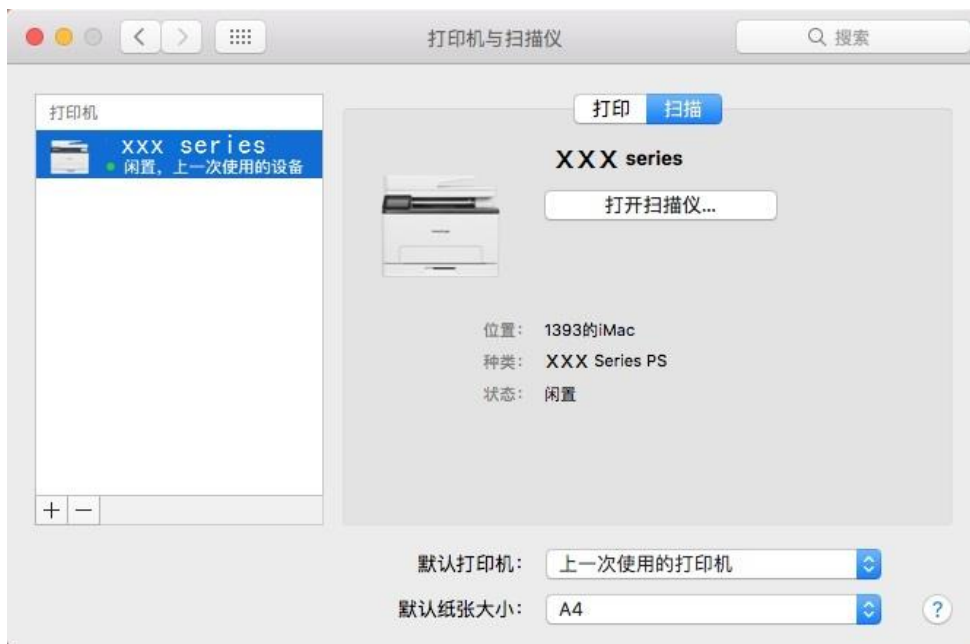 打印机与扫描仪
搜索
打印机
xxx series
闲置，上一次使用的设备
打印 扫描
XXX series
打开扫描仪...
位置： 1393的iMac
种类： XXX Series PS
状态： 闲置
+ −
默认打印机： 上一次使用的打印机
默认纸张大小： A4
?